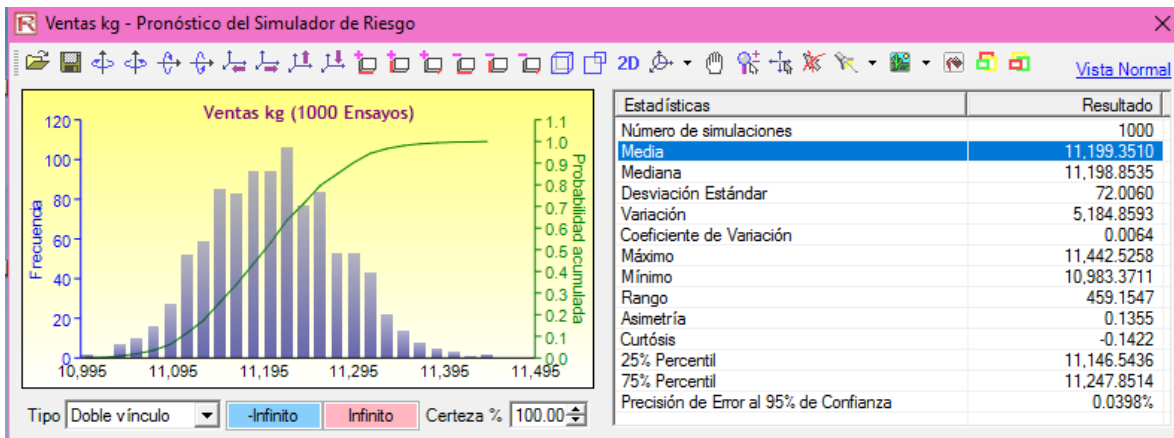 Ventas kg - Pronóstico del Simulador de Riesgo
2D
Vista Normal
Ventas kg (1000 Ensayos)
Frecuencia
120
100
80
60
40
20
0
10,995 11,095 11,195 11,295 11,395 11,495
1.1
1.0
0.9
0.8
0.7
0.6
0.5
0.4
0.3
0.2
0.1
0.0
Probabilidad acumulada
Tipo Doble vínculo -Infinito Infinito Certeza % 100.00
Estadísticas Resultado
Número de simulaciones 1000
Media 11,199.3510
Mediana 11,198.8535
Desviación Estándar 72.0060
Variación 5,184.8593
Coeficiente de Variación 0.0064
Máximo 11,442.5258
Mínimo 10,983.3711
Rango 459.1547
Asimetría 0.1355
Curtósis -0.1422
25% Percentil 11,146.5436
75% Percentil 11,247.8514
Precisión de Error al 95% de Confianza 0.0398%